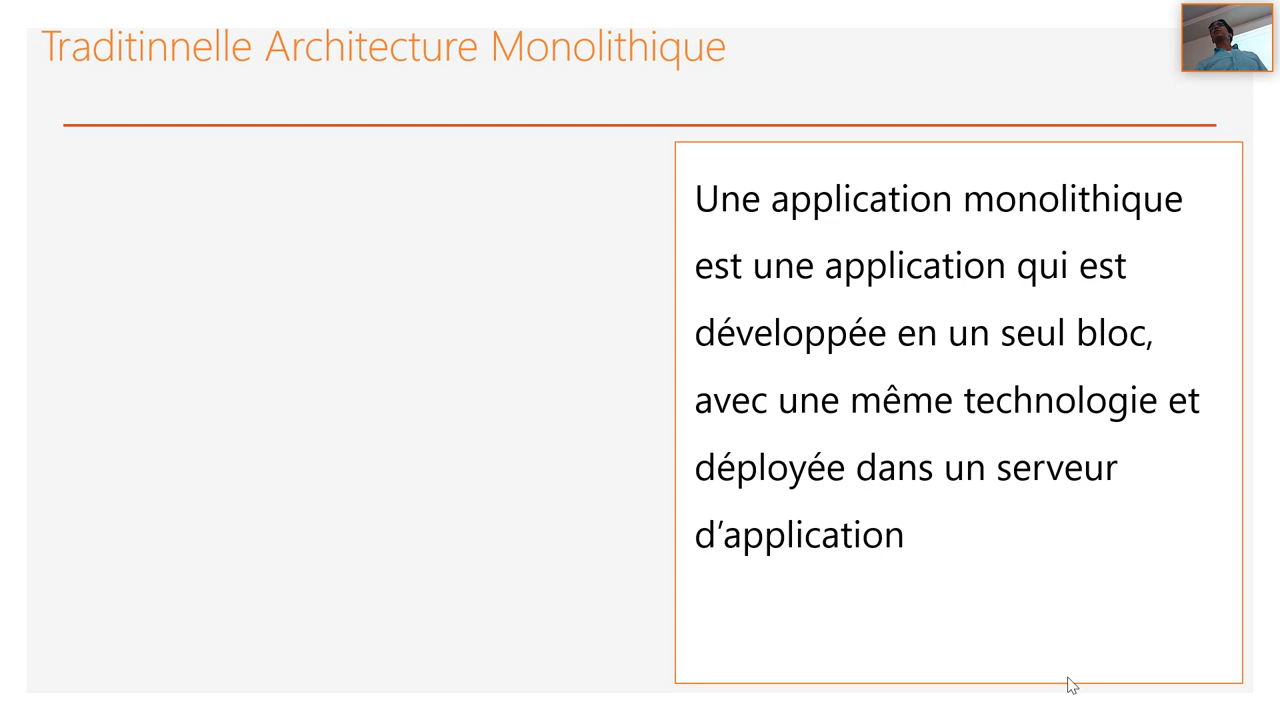 Traditinnelle Architecture Monolithique
Une application monolithique
est une application qui est
développée en un seul bloc,
avec une même technologie et
déployée dans un serveur
d’application